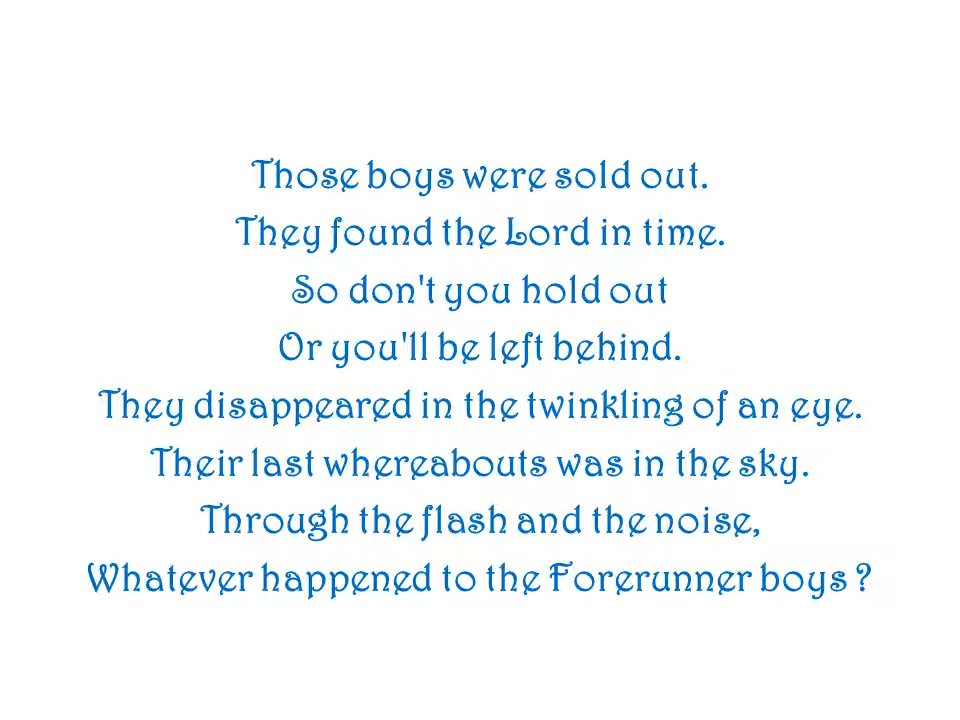 Those boys were sold out.
They found the Lord in time.
So don't you hold out
Or you'll be left behind.
They disappeared in the twinkling of an eye.
Their last whereabouts was in the sky.
Through the flash and the noise,
Whatever happened to the Forerunner boys ?